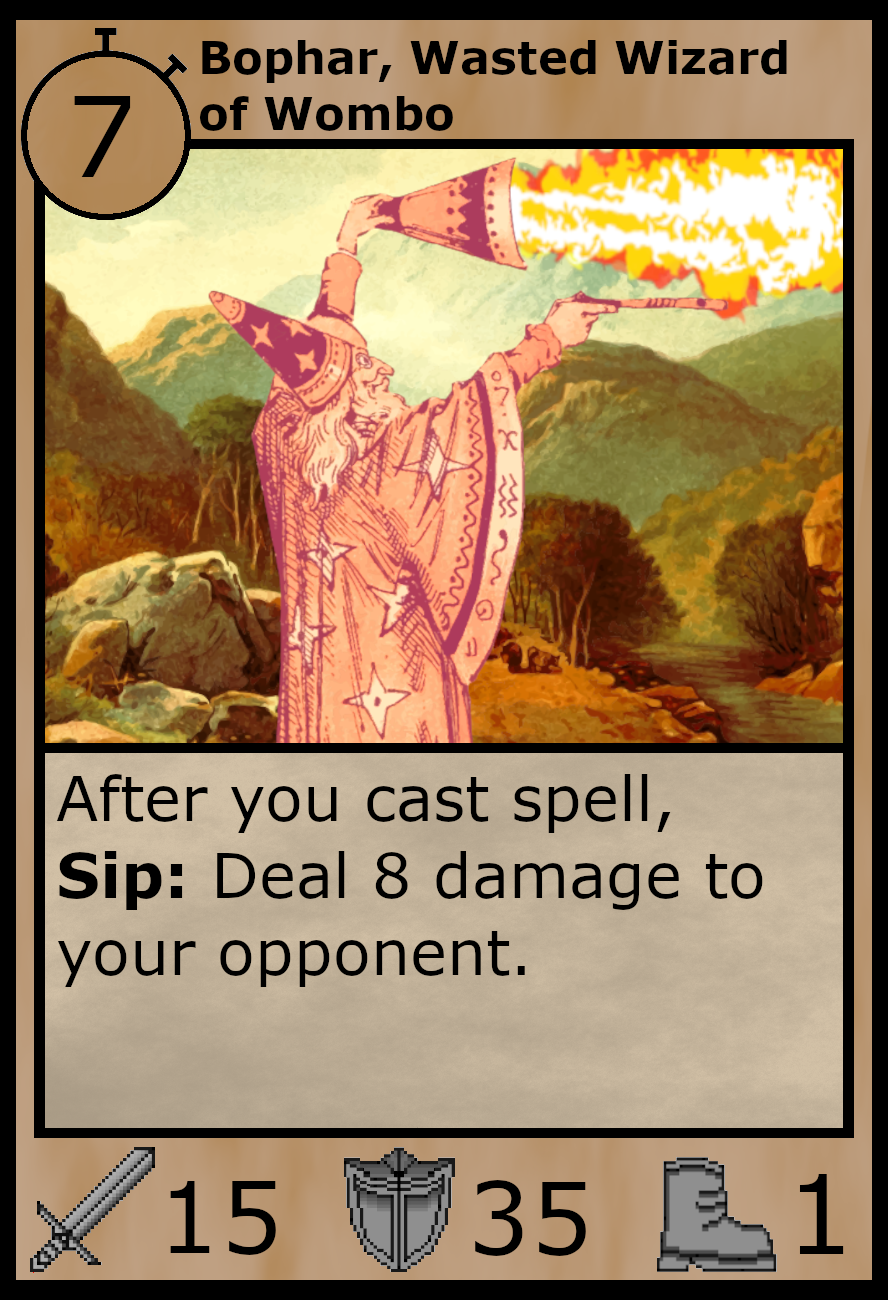 Bophar, Wasted Wizard
of Wombo
7
After you cast spell,
Sip: Deal 8 damage to
your opponent.
15 35 1